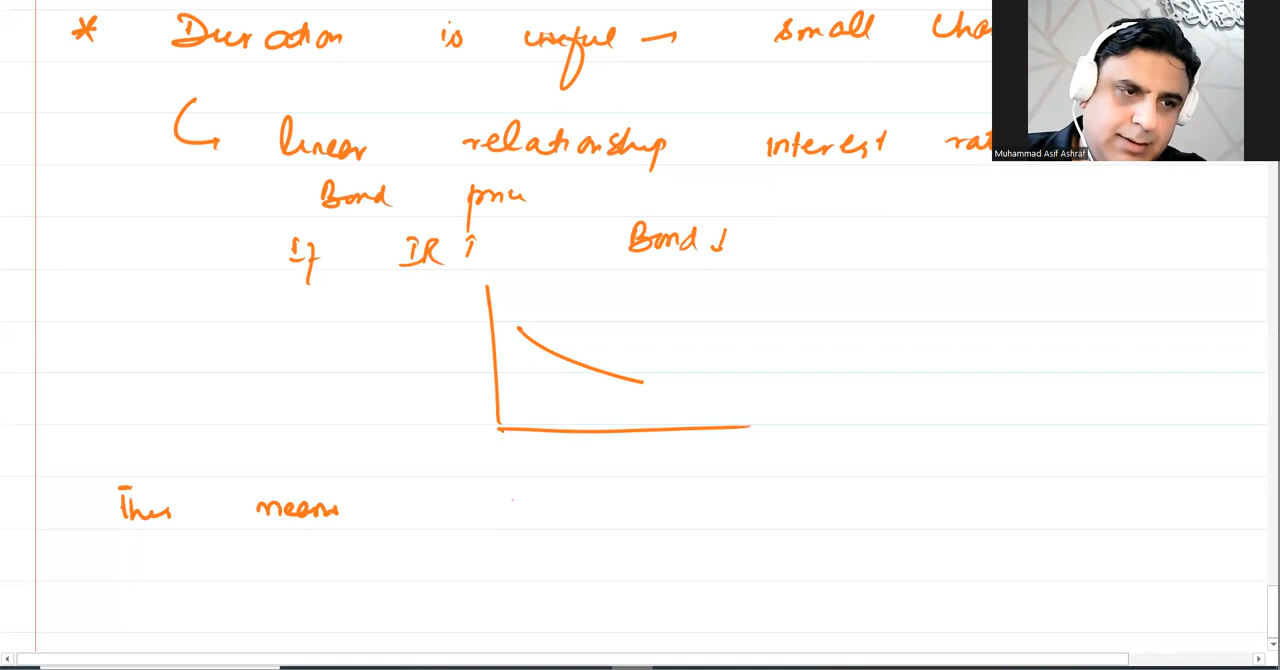 * Duration is useful → small Cha
↳ linear relationship interest rat
Bond price
If IR ↑ Bond ↓
This means
Muhammad Asif Ashraf